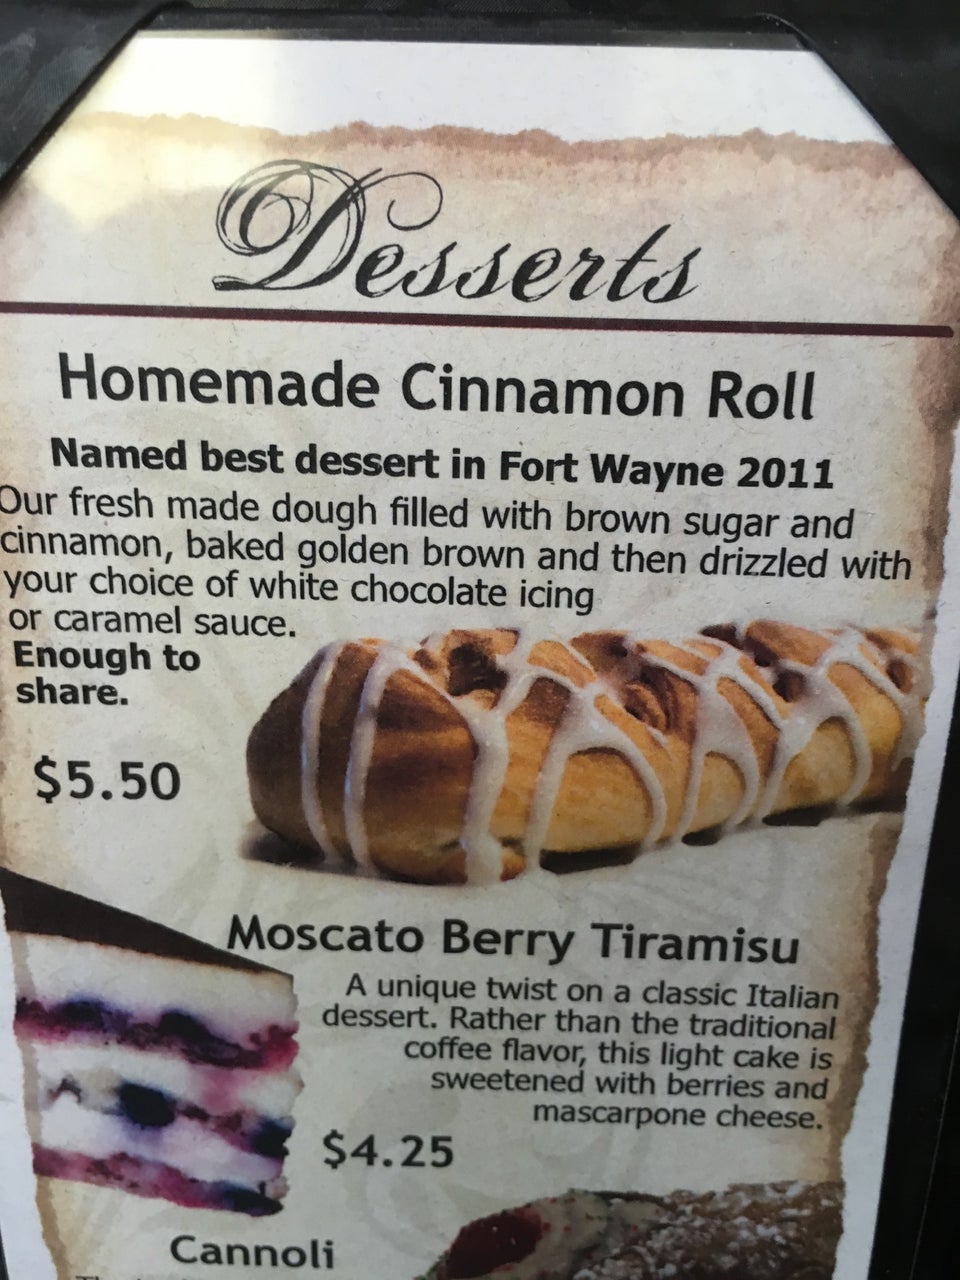 Desserts
Homemade Cinnamon Roll
Named best dessert in Fort Wayne 2011
Our fresh made dough filled with brown sugar and
cinnamon, baked golden brown and then drizzled with
your choice of white chocolate icing
or caramel sauce.
Enough to
share.
$5.50
Moscato Berry Tiramisu
A unique twist on a classic Italian
dessert. Rather than the traditional
coffee flavor, this light cake is
sweetened with berries and
mascarpone cheese.
$4.25
Cannoli